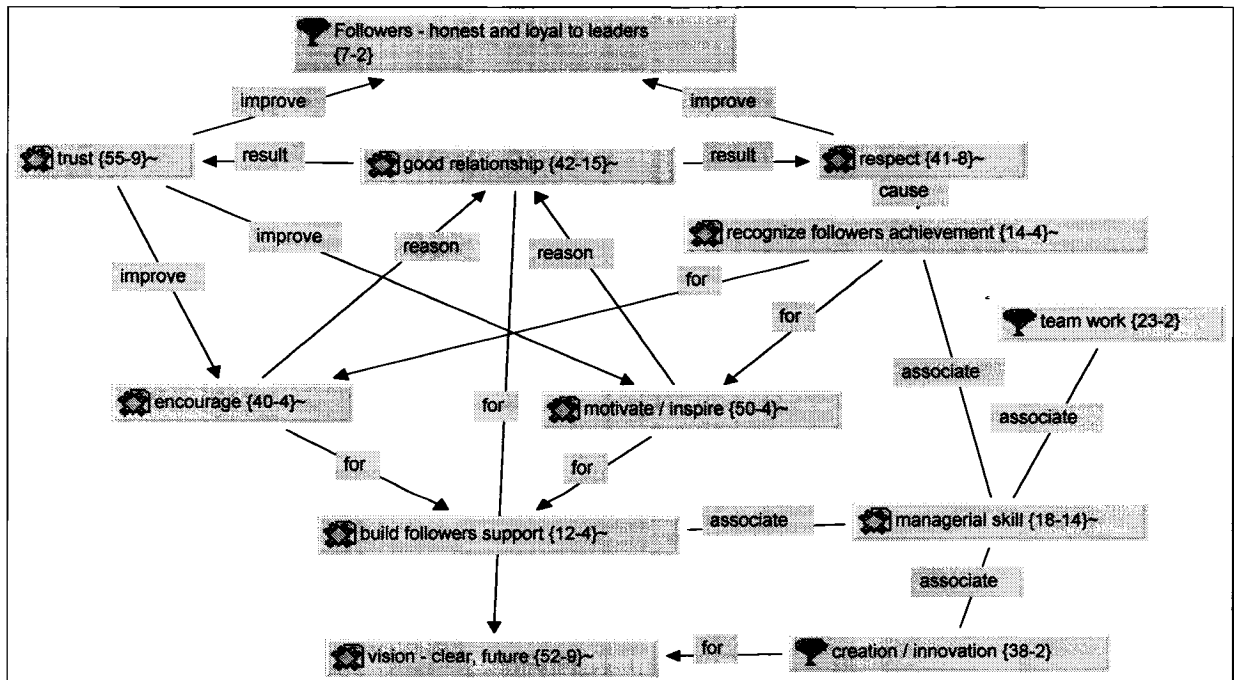 Followers - honest and loyal to leaders
{7-2}
improve
improve
trust {55-9}~
result
good relationship {42-15}~
result
respect {41-8}~
cause
recognize followers achievement {14-4}~
improve
reason
reason
improve
for
for
team work {23-2}
associate
encourage {40-4}~
for
motivate / inspire {50-4}~
associate
for
for
build followers support {12-4}~
associate
managerial skill {18-14}~
associate
vision - clear, future {52-9}~
for
creation / innovation {38-2}